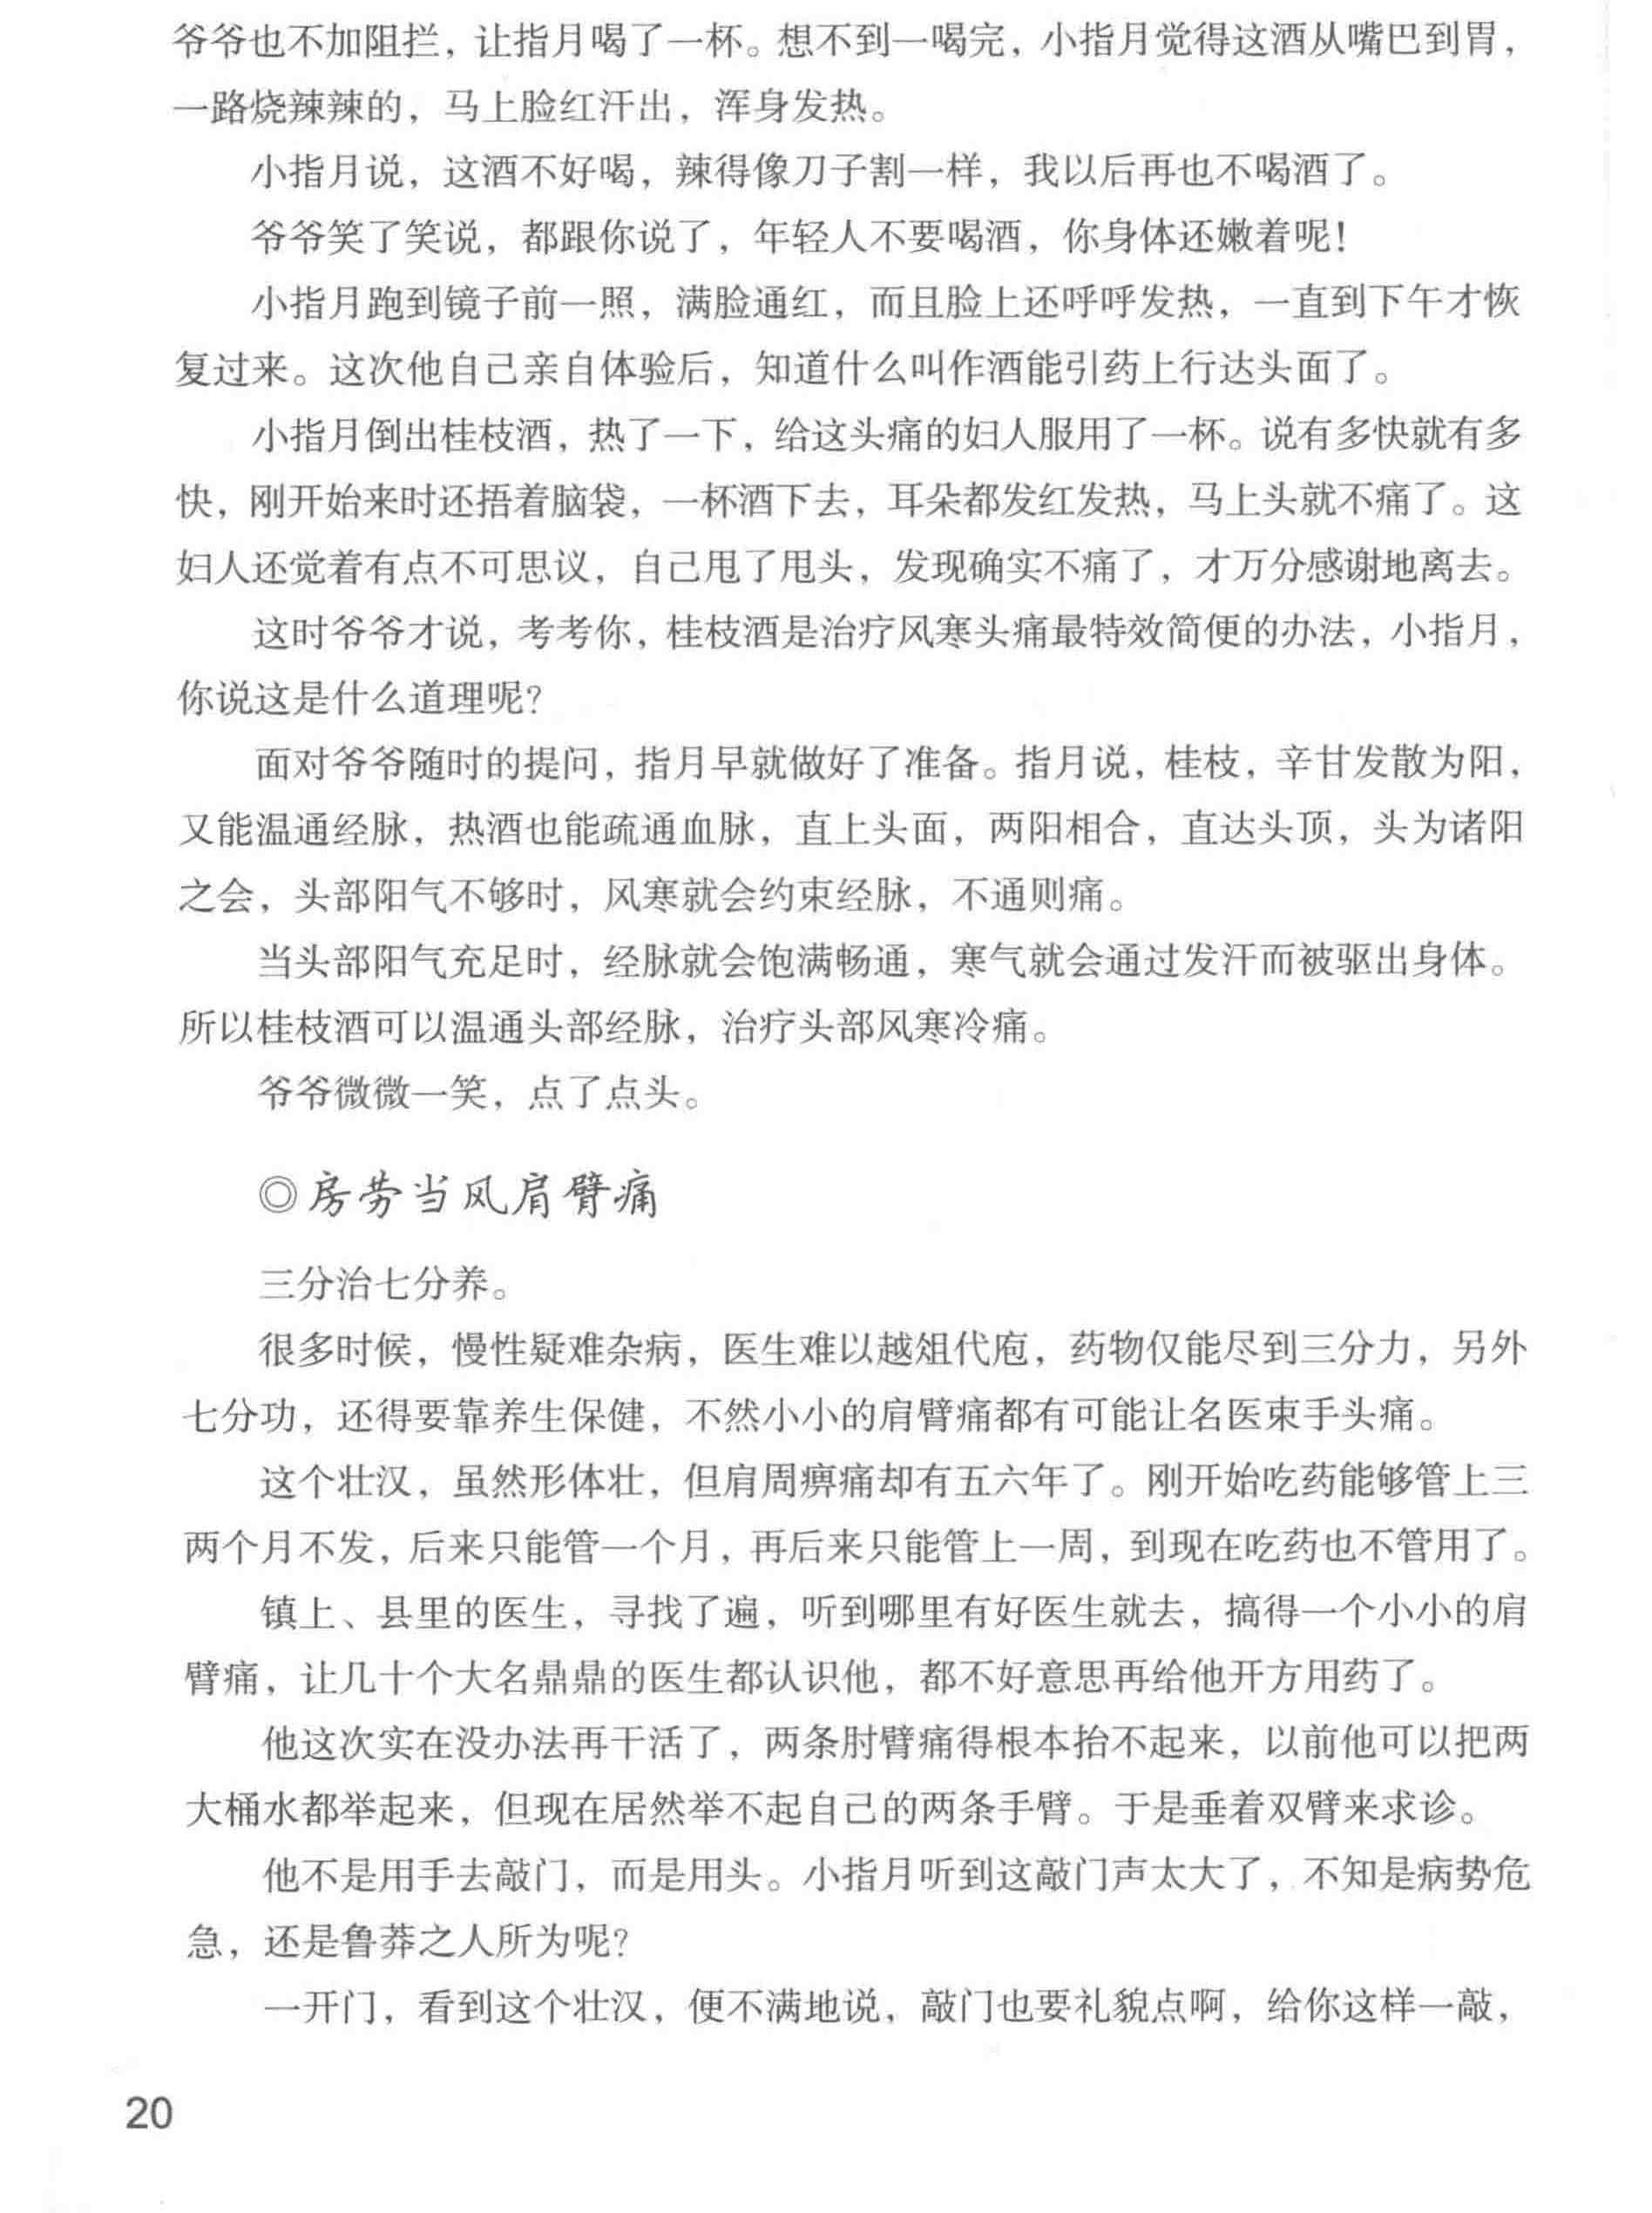 爷爷也不加阻拦，让指月喝了一杯。想不到一喝完，小指月觉得这酒从嘴巴到胃，
一路烧辣辣的，马上脸红汗出，浑身发热。
小指月说，这酒不好喝，辣得像刀子割一样，我以后再也不喝酒了。
爷爷笑了笑说，都跟你说了，年轻人不要喝酒，你身体还嫩着呢！
小指月跑到镜子前一照，满脸通红，而且脸上还呼呼发热，一直到下午才恢
复过来。这次他自己亲自体验后，知道什么叫作酒能引药上行达头面了。
小指月倒出桂枝酒，热了一下，给这头痛的妇人服用了一杯。说有多快就有多
快，刚开始来时还捂着脑袋，一杯酒下去，耳朵都发红发热，马上头就不痛了。这
妇人还觉着有点不可思议，自己甩了甩头，发现确实不痛了，才万分感谢地离去。
这时爷爷才说，考考你，桂枝酒是治疗风寒头痛最特效简便的办法，小指月，
你说这是什么道理呢？
面对爷爷随时的提问，指月早就做好了准备。指月说，桂枝，辛甘发散为阳，
又能温通经脉，热酒也能疏通血脉，直上头面，两阳相合，直达头顶，头为诸阳
之会，头部阳气不够时，风寒就会约束经脉，不通则痛。
当头部阳气充足时，经脉就会饱满畅通，寒气就会通过发汗而被驱出身体。
所以桂枝酒可以温通头部经脉，治疗头部风寒冷痛。
爷爷微微一笑，点了点头。
◎房劳当风肩臂痛
三分治七分养。
很多时候，慢性疑难杂病，医生难以越俎代庖，药物仅能尽到三分力，另外
七分功，还得要靠养生保健，不然小小的肩臂痛都有可能让名医束手头痛。
这个壮汉，虽然形体壮，但肩周痹痛却有五六年了。刚开始吃药能够管上三
两个月不发，后来只能管一个月，再后来只能管上一周，到现在吃药也不管用了。
镇上、县里的医生，寻找了遍，听到哪里有好医生就去，搞得一个小小的肩
臂痛，让几十个大名鼎鼎的医生都认识他，都不好意思再给他开方用药了。
他这次实在没办法再干活了，两条肘臂痛得根本抬不起来，以前他可以把两
大桶水都举起来，但现在居然举不起自己的两条手臂。于是垂着双臂来求诊。
他不是用手去敲门，而是用头。小指月听到这敲门声太大了，不知是病势危
急，还是鲁莽之人所为呢？
一开门，看到这个壮汉，便不满地说，敲门也要礼貌点啊，给你这样一敲，
20